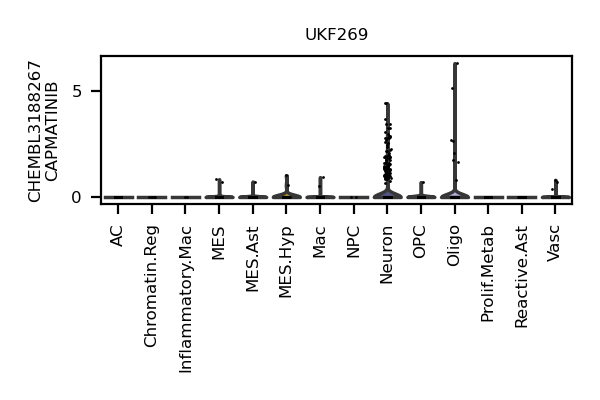 UKF269
CHEMBL3188267
CAPMATINIB
5
0
AC
Chromatin.Reg
Inflammatory.Mac
MES
MES.Ast
MES.Hyp
Mac
NPC
Neuron
OPC
Oligo
Prolif.Metab
Reactive.Ast
Vasc